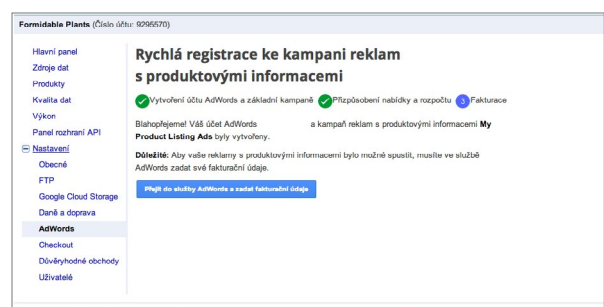 Formidable Plants (Číslo účtu: 9295570)
Hlavní panel
Zdroje dat
Produkty
Kvalita dat
Výkon
Panel rozhraní API
Nastavení
Obecné
FTP
Google Cloud Storage
Daně a doprava
AdWords
Checkout
Důvěryhodné obchody
Uživatelé
Rychlá registrace ke kampani reklam
s produktovými informacemi
Vytvoření účtu AdWords a základní kampaně Přizpůsobení nabídky a rozpočtu 3 Fakturace
Blahopřejeme! Váš účet AdWords a kampaň reklam s produktovými informacemi My
Product Listing Ads byly vytvořeny.
Důležité: Aby vaše reklamy s produktovými informacemi bylo možné spustit, musíte ve službě
AdWords zadat své fakturační údaje.
Přejít do služby AdWords a zadat fakturační údaje